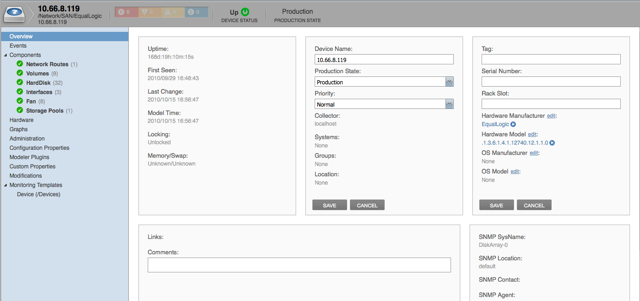 10.66.8.119
/Network/SAN/EqualLogic
10.66.8.119
Up
DEVICE STATUS
Production
PRODUCTION STATE
Overview
Events
Components
Network Routes (1)
Volumes (6)
HardDisk (32)
Interfaces (3)
Fan (8)
Storage Pools (1)
Hardware
Graphs
Administration
Configuration Properties
Modeler Plugins
Custom Properties
Modifications
Monitoring Templates
Device (/Devices)
Uptime:
166d:19h:10m:15s
First Seen:
2010/09/29 16:48:43
Last Change:
2010/10/15 16:56:47
Model Time:
2010/10/15 16:56:47
Locking:
Unlocked
Memory/Swap:
Unknown/Unknown
Device Name:
10.66.8.119
Production State:
Production
Priority:
Normal
Collector:
localhost
Systems:
None
Groups:
None
Location:
None
SAVE CANCEL
Tag:
Serial Number:
Rack Slot:
Hardware Manufacturer edit:
EqualLogic
Hardware Model edit:
.1.3.6.1.4.1.12740.12.1.1.0
OS Manufacturer edit:
None
OS Model edit:
None
SAVE CANCEL
Links:
Comments:
SNMP SysName:
DiskArray-0
SNMP Location:
default
SNMP Contact:
SNMP Agent: